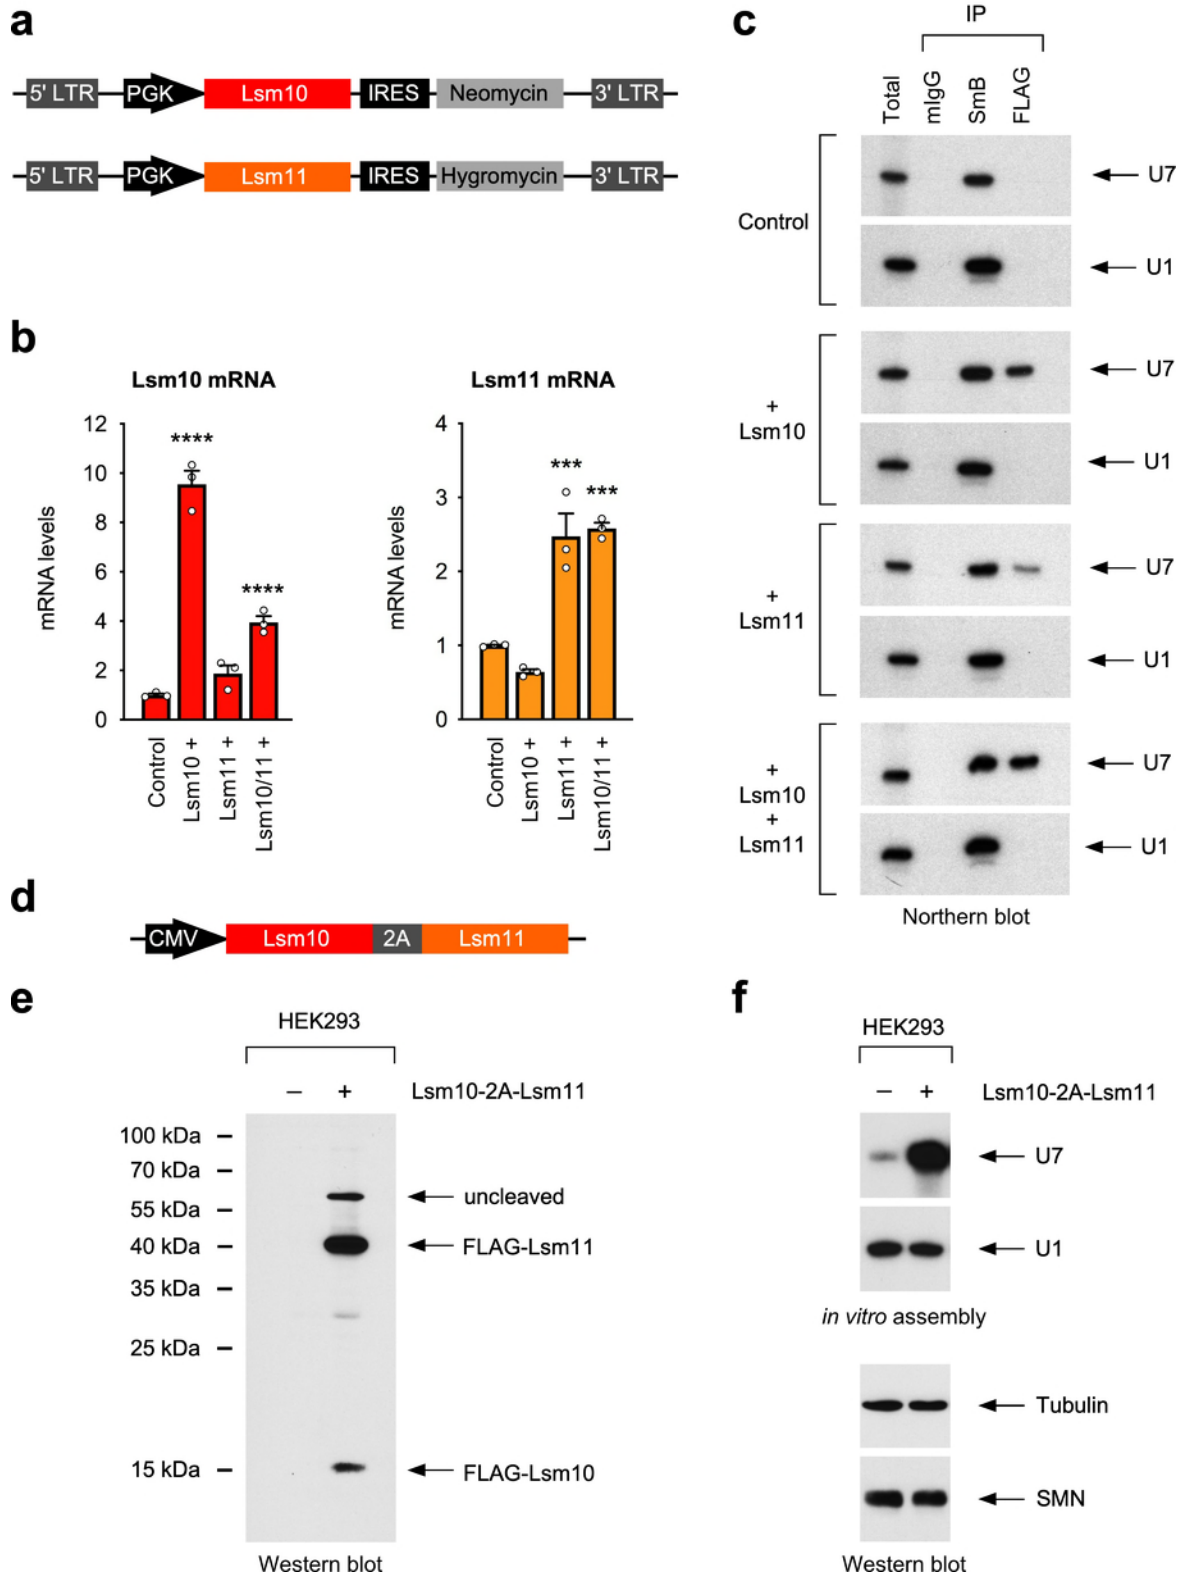 a
5' LTR PGK Lsm10 IRES Neomycin 3' LTR
5' LTR PGK Lsm11 IRES Hygromycin 3' LTR
b
Lsm10 mRNA
mRNA levels
12
10
8
6
4
2
0
****
****
Control
Lsm10 +
Lsm11 +
Lsm10/11 +
Lsm11 mRNA
mRNA levels
4
3
2
1
0
***
***
Control
Lsm10 +
Lsm11 +
Lsm10/11 +
c
IP
Total mIgG SmB FLAG
Control
U7
U1
+
Lsm10
U7
U1
+
Lsm11
U7
U1
+
Lsm10
+
Lsm11
U7
U1
Northern blot
d
CMV Lsm10 2A Lsm11
e
HEK293
– + Lsm10-2A-Lsm11
100 kDa
70 kDa
55 kDa
40 kDa
35 kDa
25 kDa
15 kDa
uncleaved
FLAG-Lsm11
FLAG-Lsm10
Western blot
f
HEK293
– + Lsm10-2A-Lsm11
U7
U1
in vitro assembly
Tubulin
SMN
Western blot